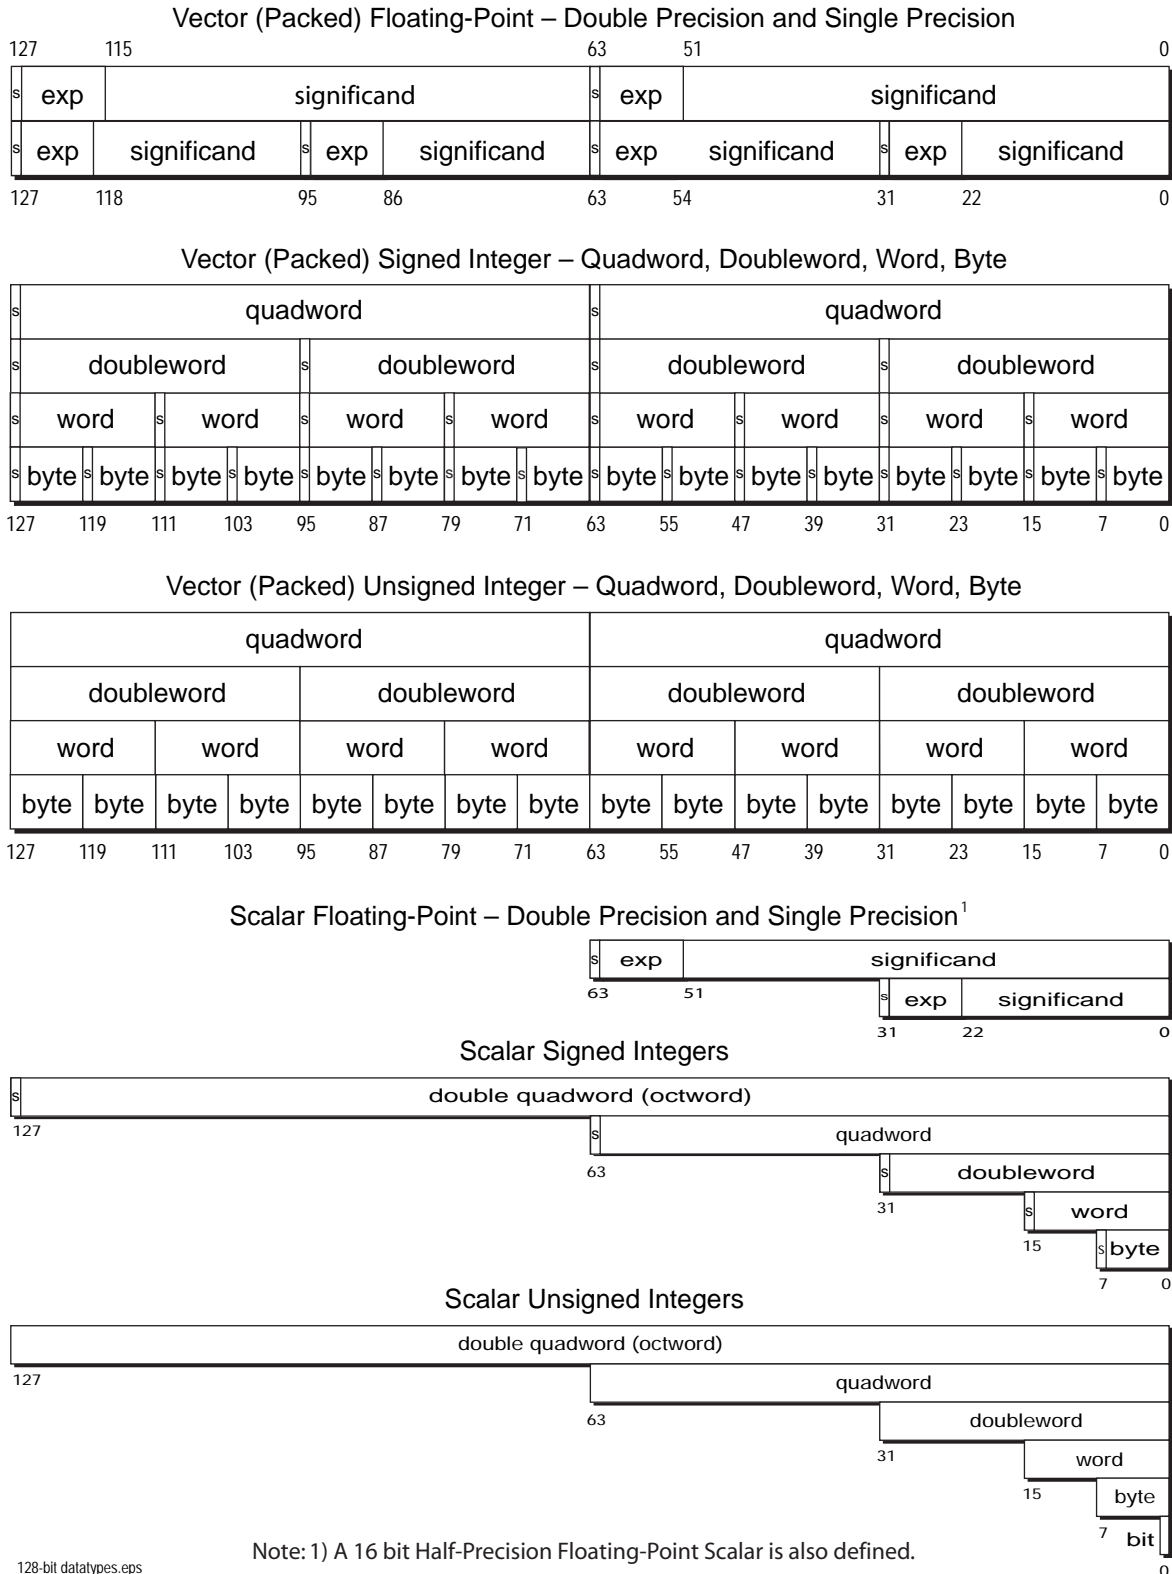 Vector (Packed) Floating-Point – Double Precision and Single Precision
127 115 63 51 0
s exp significand s exp significand
s exp significand s exp significand s exp significand s exp significand
127 118 95 86 63 54 31 22 0
Vector (Packed) Signed Integer – Quadword, Doubleword, Word, Byte
s quadword s quadword
s doubleword s doubleword s doubleword s doubleword
s word s word s word s word s word s word s word s word
s byte s byte s byte s byte s byte s byte s byte s byte s byte s byte s byte s byte s byte s byte s byte s byte
127 119 111 103 95 87 79 71 63 55 47 39 31 23 15 7 0
Vector (Packed) Unsigned Integer – Quadword, Doubleword, Word, Byte
quadword quadword
doubleword doubleword doubleword doubleword
word word word word word word word word
byte byte byte byte byte byte byte byte byte byte byte byte byte byte byte byte
127 119 111 103 95 87 79 71 63 55 47 39 31 23 15 7 0
Scalar Floating-Point – Double Precision and Single Precision1
s exp significand
63 51
s exp significand
31 22 0
Scalar Signed Integers
s double quadword (octword)
127
s quadword
63
s doubleword
31
s word
15
s byte
7 0
Scalar Unsigned Integers
double quadword (octword)
127
quadword
63
doubleword
31
word
15
byte
7
bit
0
Note: 1) A 16 bit Half-Precision Floating-Point Scalar is also defined.
128-bit datatypes.eps